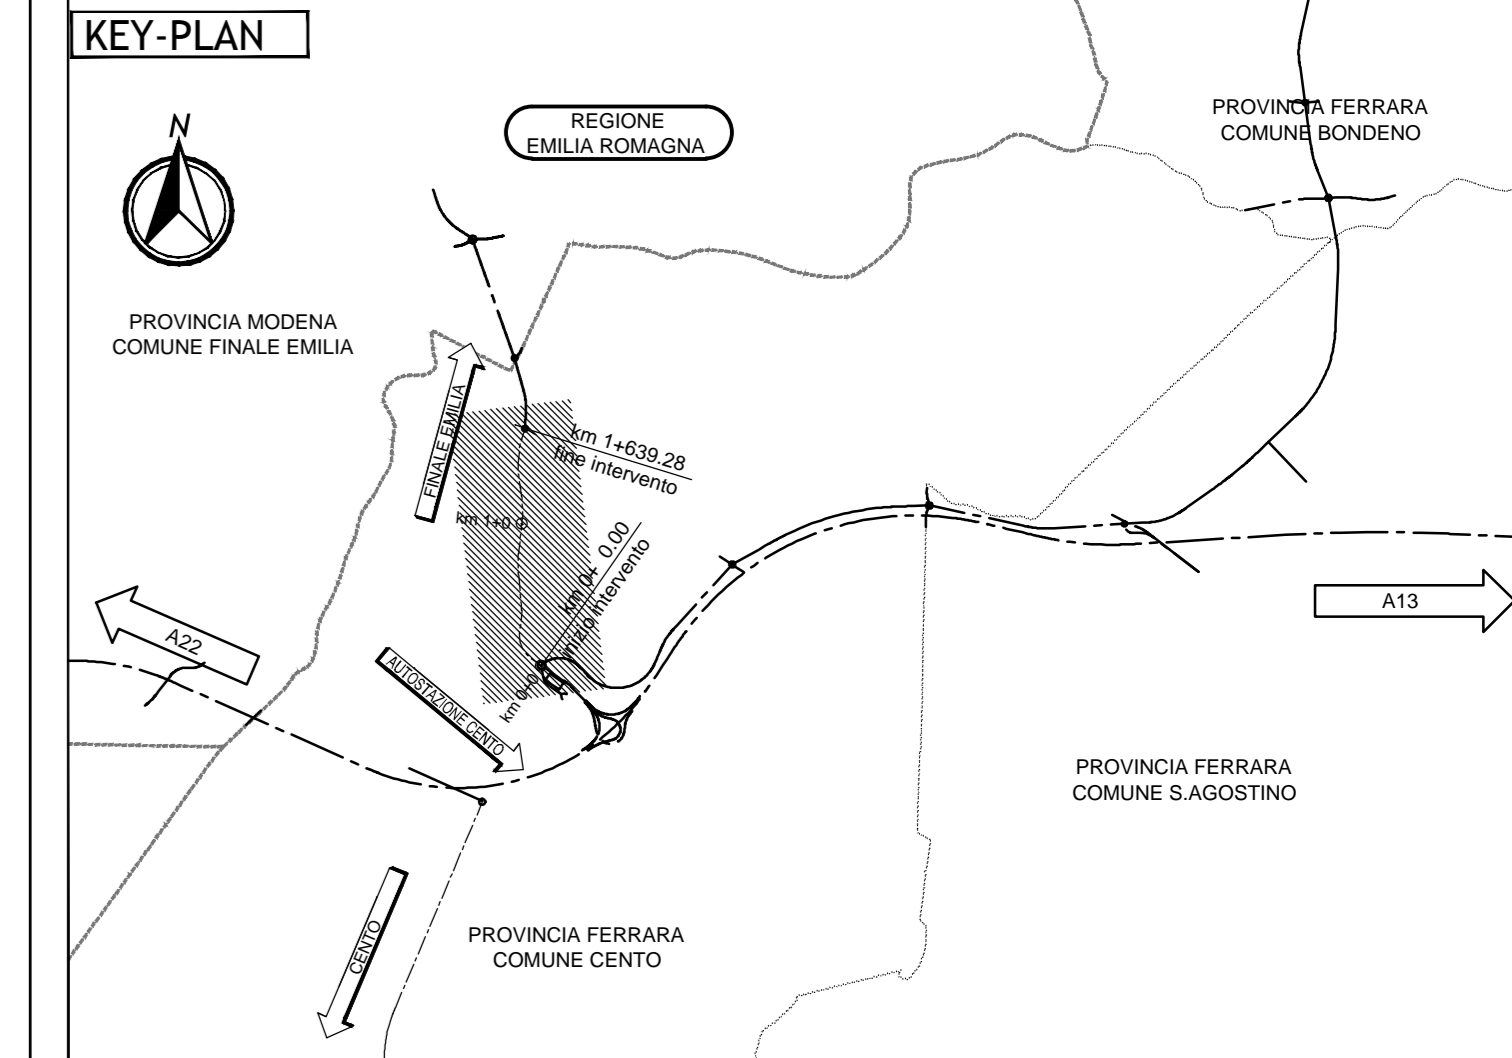 KEY-PLAN
N
REGIONE
EMILIA ROMAGNA
PROVINCIA FERRARA
COMUNE BONDENO
PROVINCIA MODENA
COMUNE FINALE EMILIA
FINALE EMILIA
km 1+639.28
fine intervento
km 1+0
km 0+ 0.00
inizio intervento
km 0+0
A22
A13
AUTOSTAZIONE CENTO
PROVINCIA FERRARA
COMUNE S.AGOSTINO
CENTO
PROVINCIA FERRARA
COMUNE CENTO